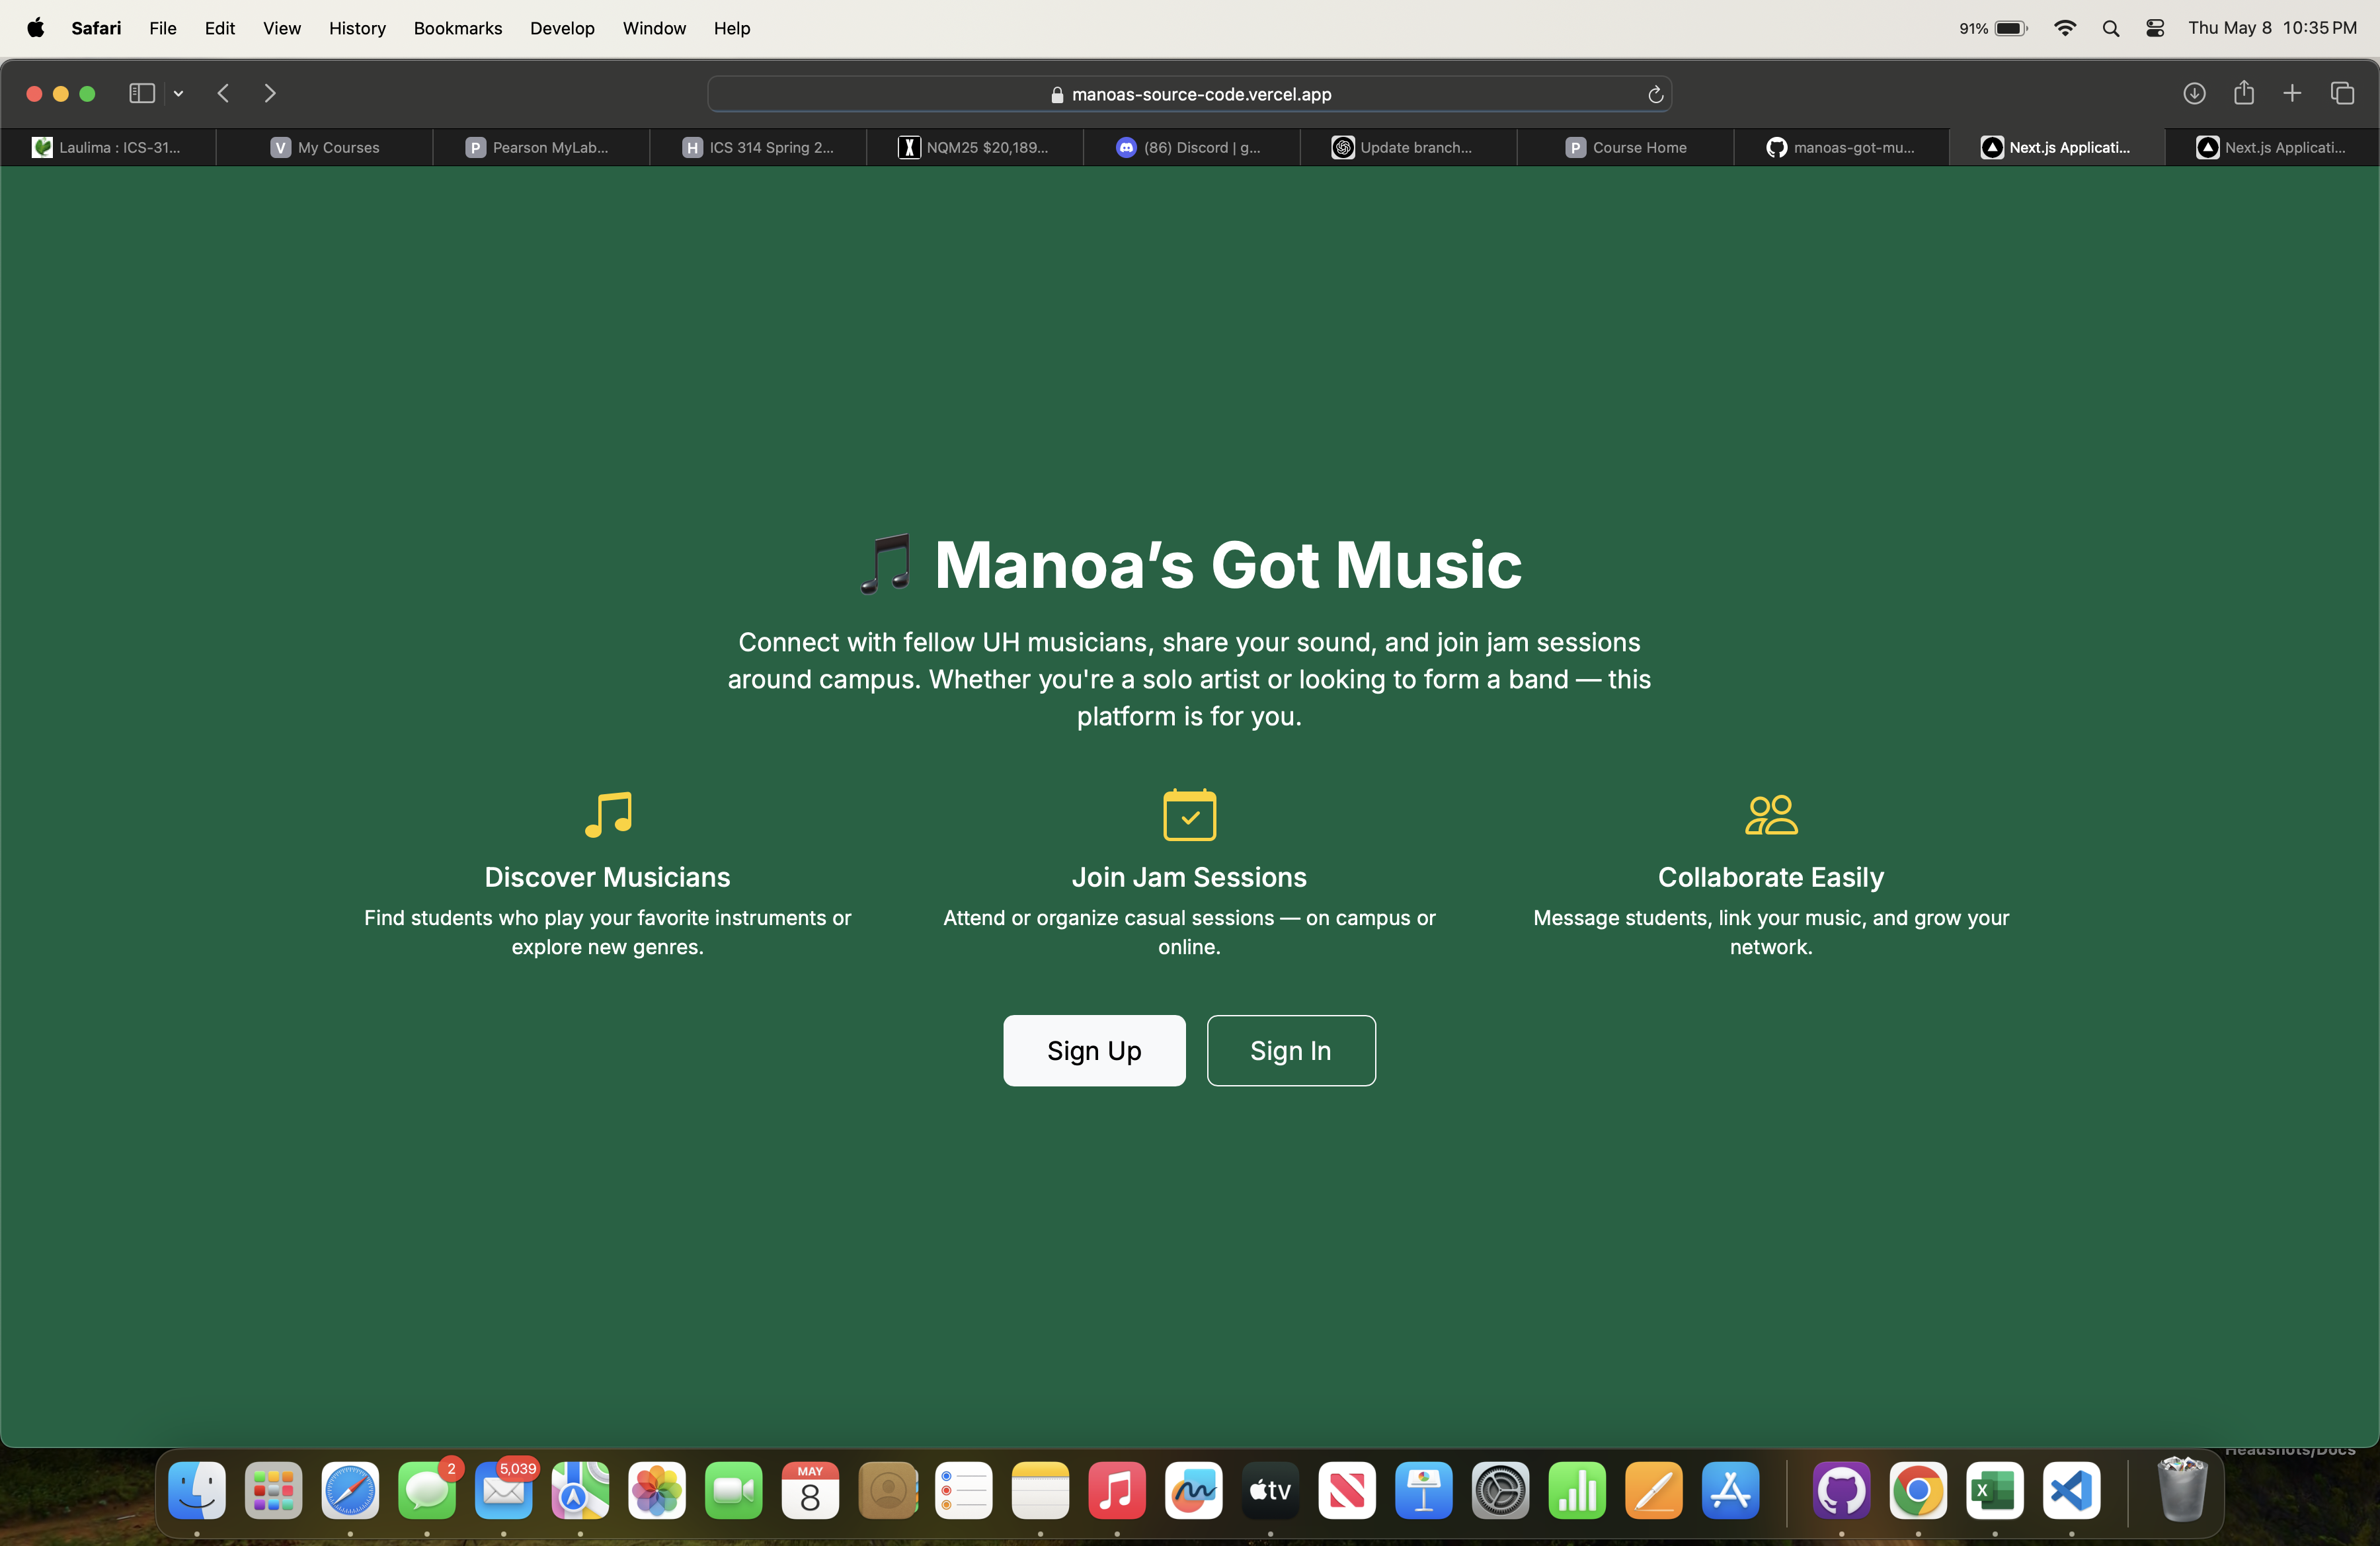 Safari File Edit View History Bookmarks Develop Window Help 91% Thu May 8 10:35 PM
manoas-source-code.vercel.app
Laulima : ICS-31... V My Courses P Pearson MyLab... H ICS 314 Spring 2... NQM25 $20,189... (86) Discord | g... Update branch... P Course Home manoas-got-mu... Next.js Applicati... Next.js Applicati...
Manoa’s Got Music
Connect with fellow UH musicians, share your sound, and join jam sessions
around campus. Whether you're a solo artist or looking to form a band — this
platform is for you.
Discover Musicians
Find students who play your favorite instruments or
explore new genres.
Join Jam Sessions
Attend or organize casual sessions — on campus or
online.
Collaborate Easily
Message students, link your music, and grow your
network.
Sign Up Sign In
Headshots/Docs
2 5,039 MAY
8 tv X